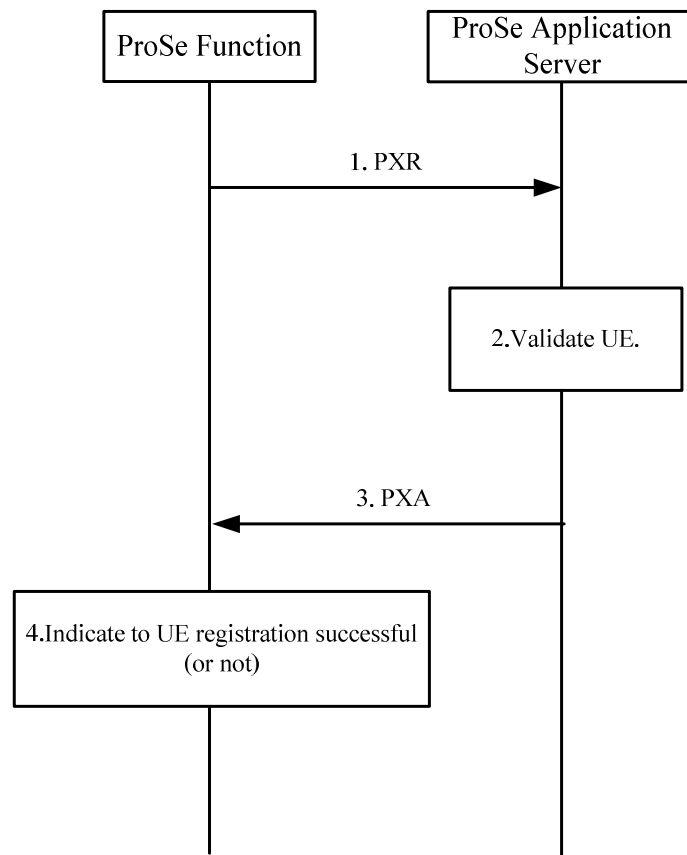 ProSe Function
ProSe Application
Server
1. PXR
2.Validate UE.
3. PXA
4.Indicate to UE registration successful
(or not)